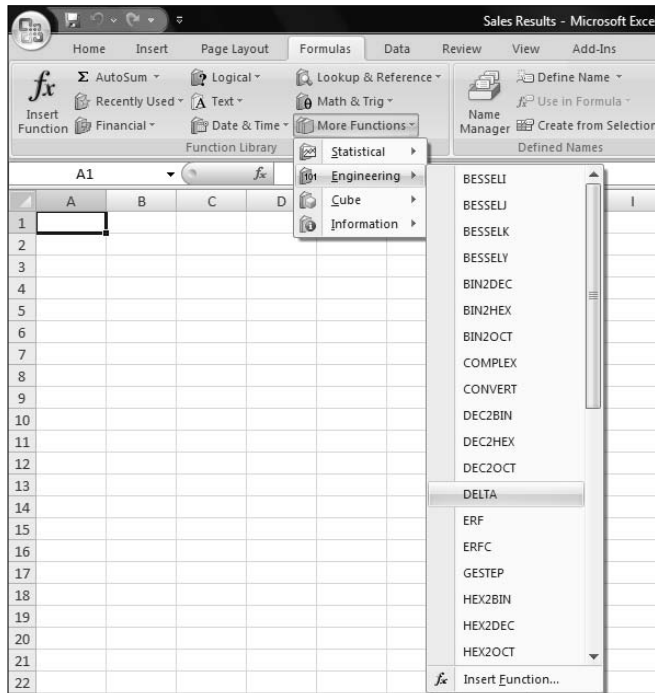 Sales Results - Microsoft Exce
Home Insert Page Layout Formulas Data Review View Add-Ins
fx Insert Function
Σ AutoSum
Recently Used
Financial
Logical
Text
Date & Time
Lookup & Reference
Math & Trig
More Functions
Function Library
Name Manager
Define Name
Use in Formula
Create from Selection
Defined Names
A1 fx
Statistical
Engineering
Cube
Information
A B C D I
1
2
3
4
5
6
7
8
9
10
11
12
13
14
15
16
17
18
19
20
21
22
BESSELI
BESSELJ
BESSELK
BESSELY
BIN2DEC
BIN2HEX
BIN2OCT
COMPLEX
CONVERT
DEC2BIN
DEC2HEX
DEC2OCT
DELTA
ERF
ERFC
GESTEP
HEX2BIN
HEX2DEC
HEX2OCT
fx Insert Function...